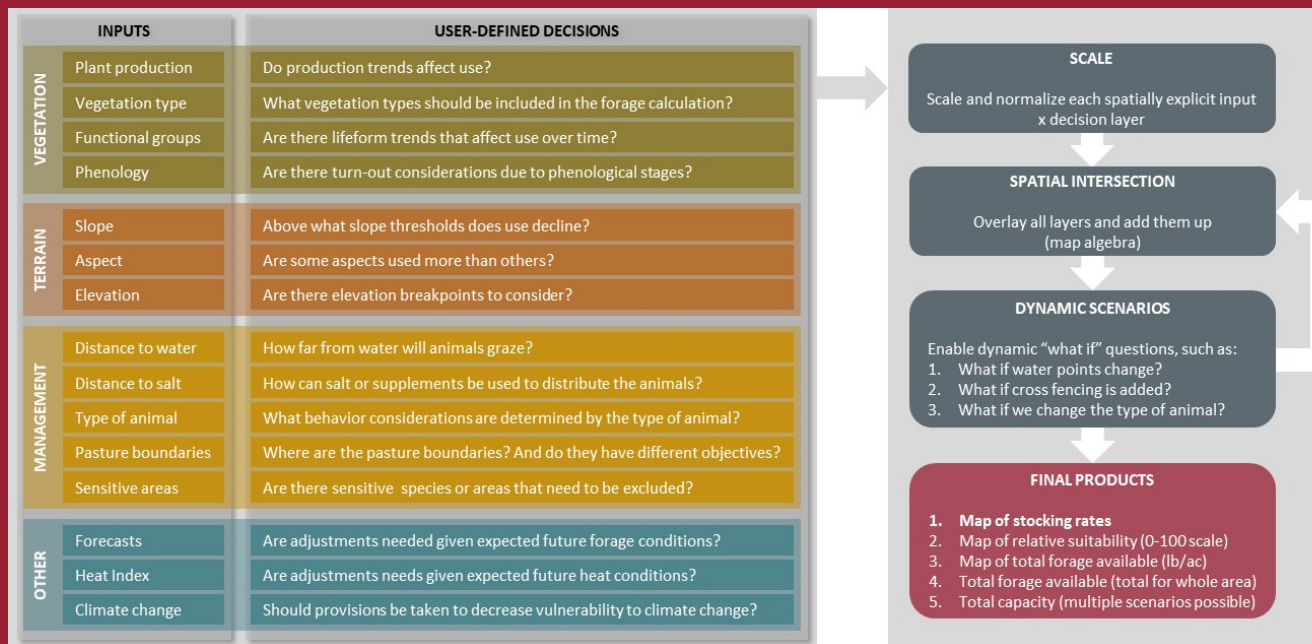 INPUTS
USER-DEFINED DECISIONS
VEGETATION
Plant production
Do production trends affect use?
Vegetation type
What vegetation types should be included in the forage calculation?
Functional groups
Are there lifeform trends that affect use over time?
Phenology
Are there turn-out considerations due to phenological stages?
TERRAIN
Slope
Above what slope thresholds does use decline?
Aspect
Are some aspects used more than others?
Elevation
Are there elevation breakpoints to consider?
MANAGEMENT
Distance to water
How far from water will animals graze?
Distance to salt
How can salt or supplements be used to distribute the animals?
Type of animal
What behavior considerations are determined by the type of animal?
Pasture boundaries
Where are the pasture boundaries? And do they have different objectives?
Sensitive areas
Are there sensitive species or areas that need to be excluded?
OTHER
Forecasts
Are adjustments needed given expected future forage conditions?
Heat Index
Are adjustments needs given expected future heat conditions?
Climate change
Should provisions be taken to decrease vulnerability to climate change?
SCALE
Scale and normalize each spatially explicit input
x decision layer
SPATIAL INTERSECTION
Overlay all layers and add them up
(map algebra)
DYNAMIC SCENARIOS
Enable dynamic “what if” questions, such as:
1. What if water points change?
2. What if cross fencing is added?
3. What if we change the type of animal?
FINAL PRODUCTS
1. Map of stocking rates
2. Map of relative suitability (0-100 scale)
3. Map of total forage available (lb/ac)
4. Total forage available (total for whole area)
5. Total capacity (multiple scenarios possible)